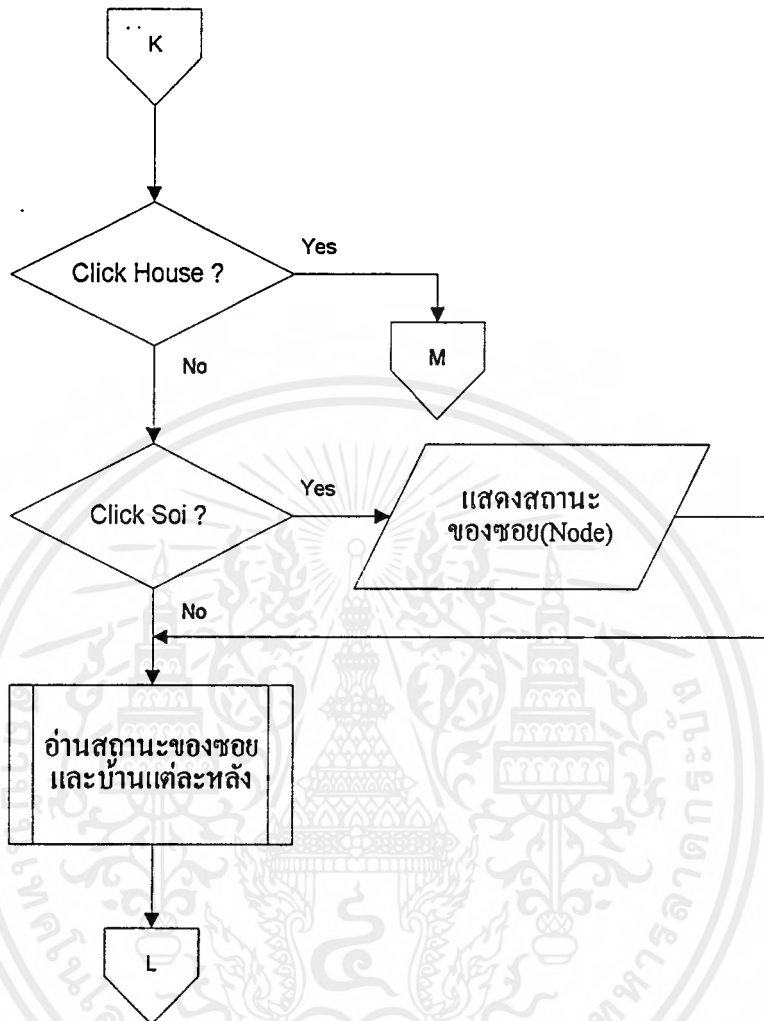 K
Click House ?
Yes
M
No
Click Soi ?
Yes
แสดงสถานะ
ของซอย(Node)
No
อ่านสถานะของซอย
และบ้านแต่ละหลัง
L